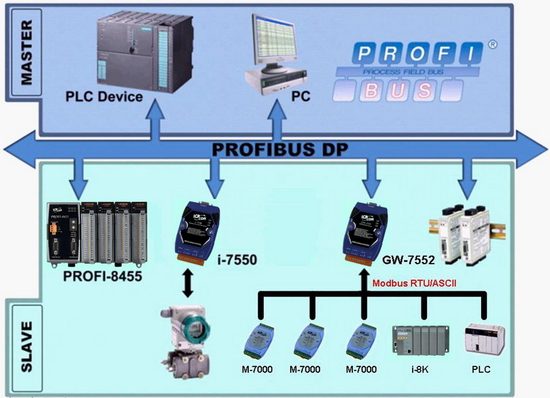 MASTER
PLC Device
PC
PROFI®
PROCESS FIELD BUS
BUS
PROFIBUS DP
PROFI-8455
i-7550
GW-7552
Modbus RTU/ASCII
SLAVE
M-7000
M-7000
M-7000
i-8K
PLC